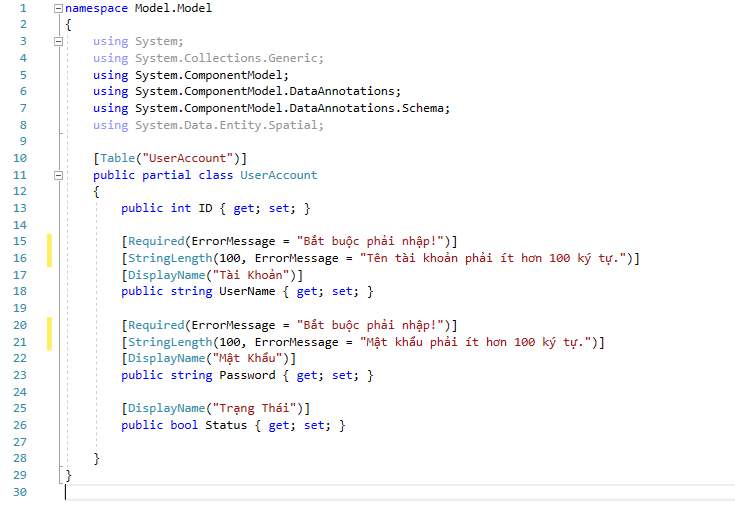 1 namespace Model.Model
2 {
3 using System;
4 using System.Collections.Generic;
5 using System.ComponentModel;
6 using System.ComponentModel.DataAnnotations;
7 using System.ComponentModel.DataAnnotations.Schema;
8 using System.Data.Entity.Spatial;
9
10 [Table("UserAccount")]
11 public partial class UserAccount
12 {
13 public int ID { get; set; }
14
15 [Required(ErrorMessage = "Bắt buộc phải nhập!")]
16 [StringLength(100, ErrorMessage = "Tên tài khoản phải ít hơn 100 ký tự.")]
17 [DisplayName("Tài Khoản")]
18 public string UserName { get; set; }
19
20 [Required(ErrorMessage = "Bắt buộc phải nhập!")]
21 [StringLength(100, ErrorMessage = "Mật khẩu phải ít hơn 100 ký tự.")]
22 [DisplayName("Mật Khẩu")]
23 public string Password { get; set; }
24
25 [DisplayName("Trạng Thái")]
26 public bool Status { get; set; }
27
28 }
29 }
30